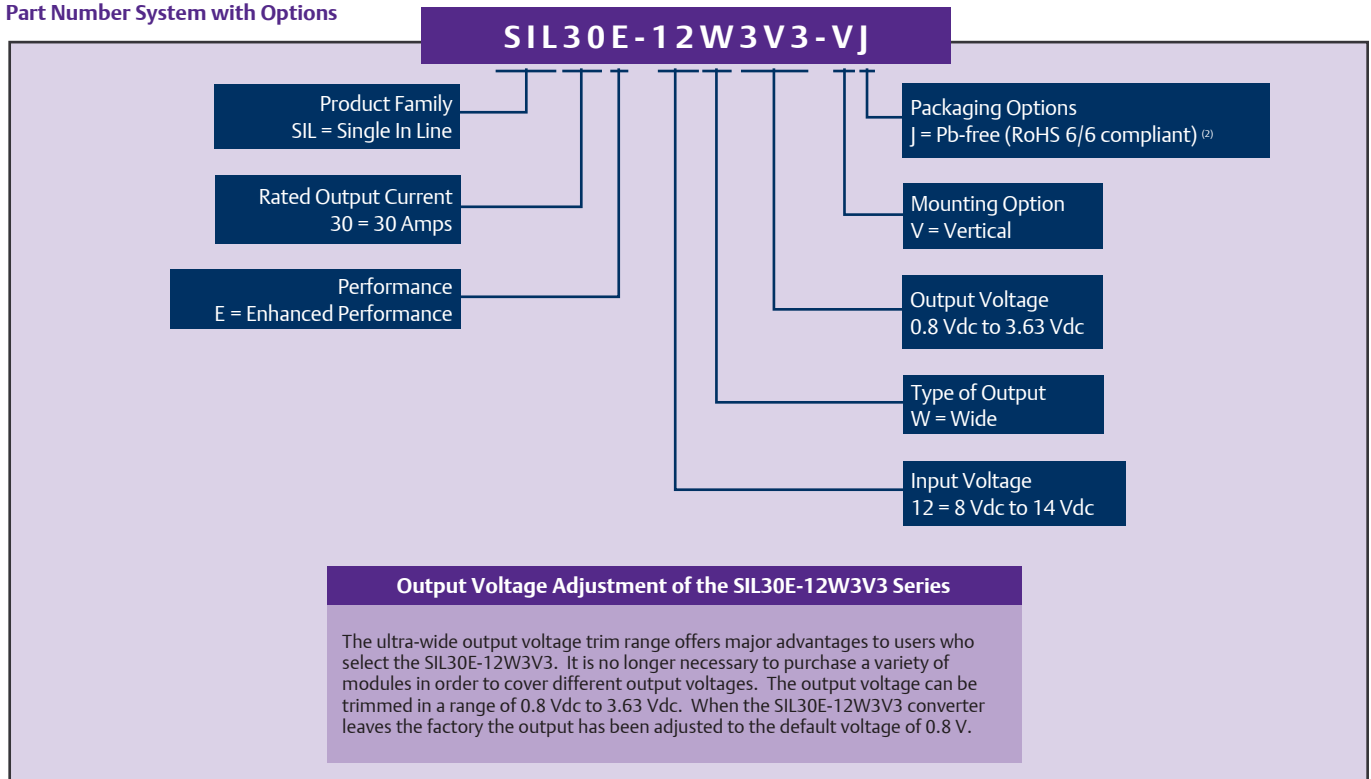 Part Number System with Options
SIL30E-12W3V3-VJ
Product Family
SIL = Single In Line
Rated Output Current
30 = 30 Amps
Performance
E = Enhanced Performance
Packaging Options
J = Pb-free (RoHS 6/6 compliant) (2)
Mounting Option
V = Vertical
Output Voltage
0.8 Vdc to 3.63 Vdc
Type of Output
W = Wide
Input Voltage
12 = 8 Vdc to 14 Vdc
Output Voltage Adjustment of the SIL30E-12W3V3 Series
The ultra-wide output voltage trim range offers major advantages to users who
select the SIL30E-12W3V3. It is no longer necessary to purchase a variety of
modules in order to cover different output voltages. The output voltage can be
trimmed in a range of 0.8 Vdc to 3.63 Vdc. When the SIL30E-12W3V3 converter
leaves the factory the output has been adjusted to the default voltage of 0.8 V.